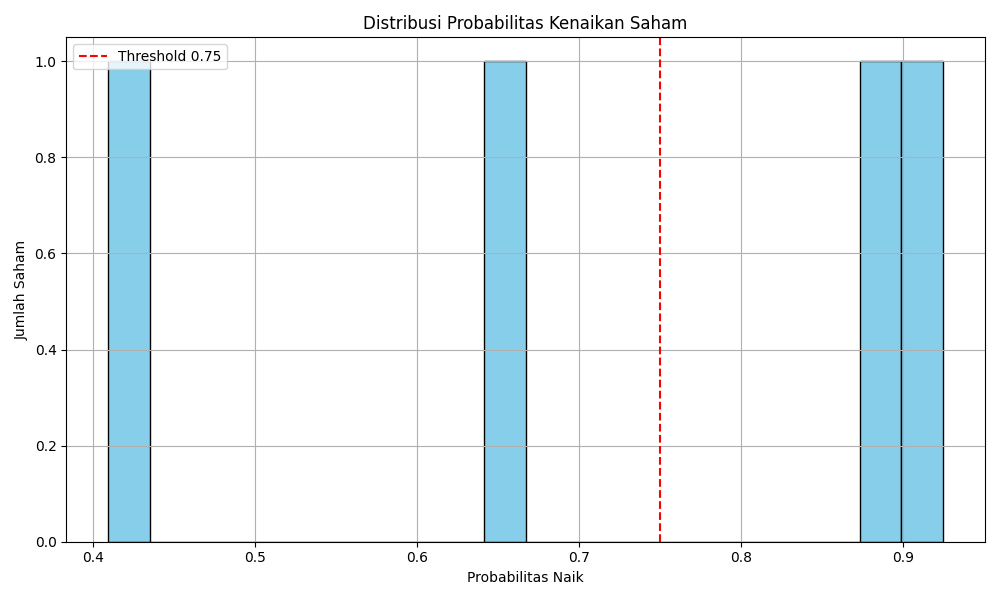 Distribusi Probabilitas Kenaikan Saham
Threshold 0.75
1.0
0.8
0.6
0.4
0.2
0.0
Jumlah Saham
0.4 0.5 0.6 0.7 0.8 0.9
Probabilitas Naik